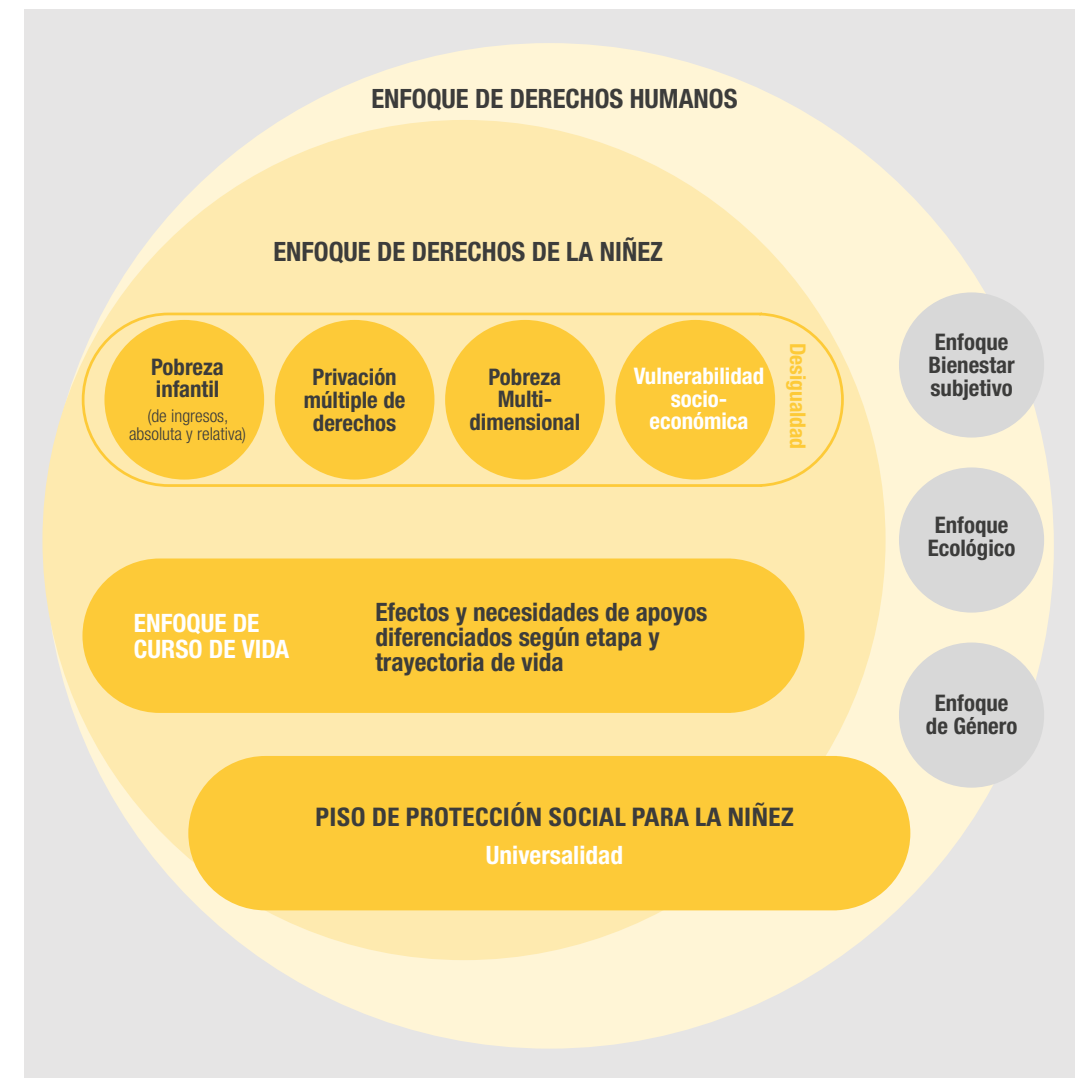 ENFOQUE DE DERECHOS HUMANOS
ENFOQUE DE DERECHOS DE LA NIÑEZ
Pobreza
infantil
(de ingresos,
absoluta y relativa)
Privación
múltiple de
derechos
Pobreza
Multi-
dimensional
Vulnerabilidad
socio-
económica
Desigualdad
Enfoque
Bienestar
subjetivo
Enfoque
Ecológico
Enfoque
de Género
ENFOQUE DE
CURSO DE VIDA
Efectos y necesidades de apoyos
diferenciados según etapa y
trayectoria de vida
PISO DE PROTECCIÓN SOCIAL PARA LA NIÑEZ
Universalidad